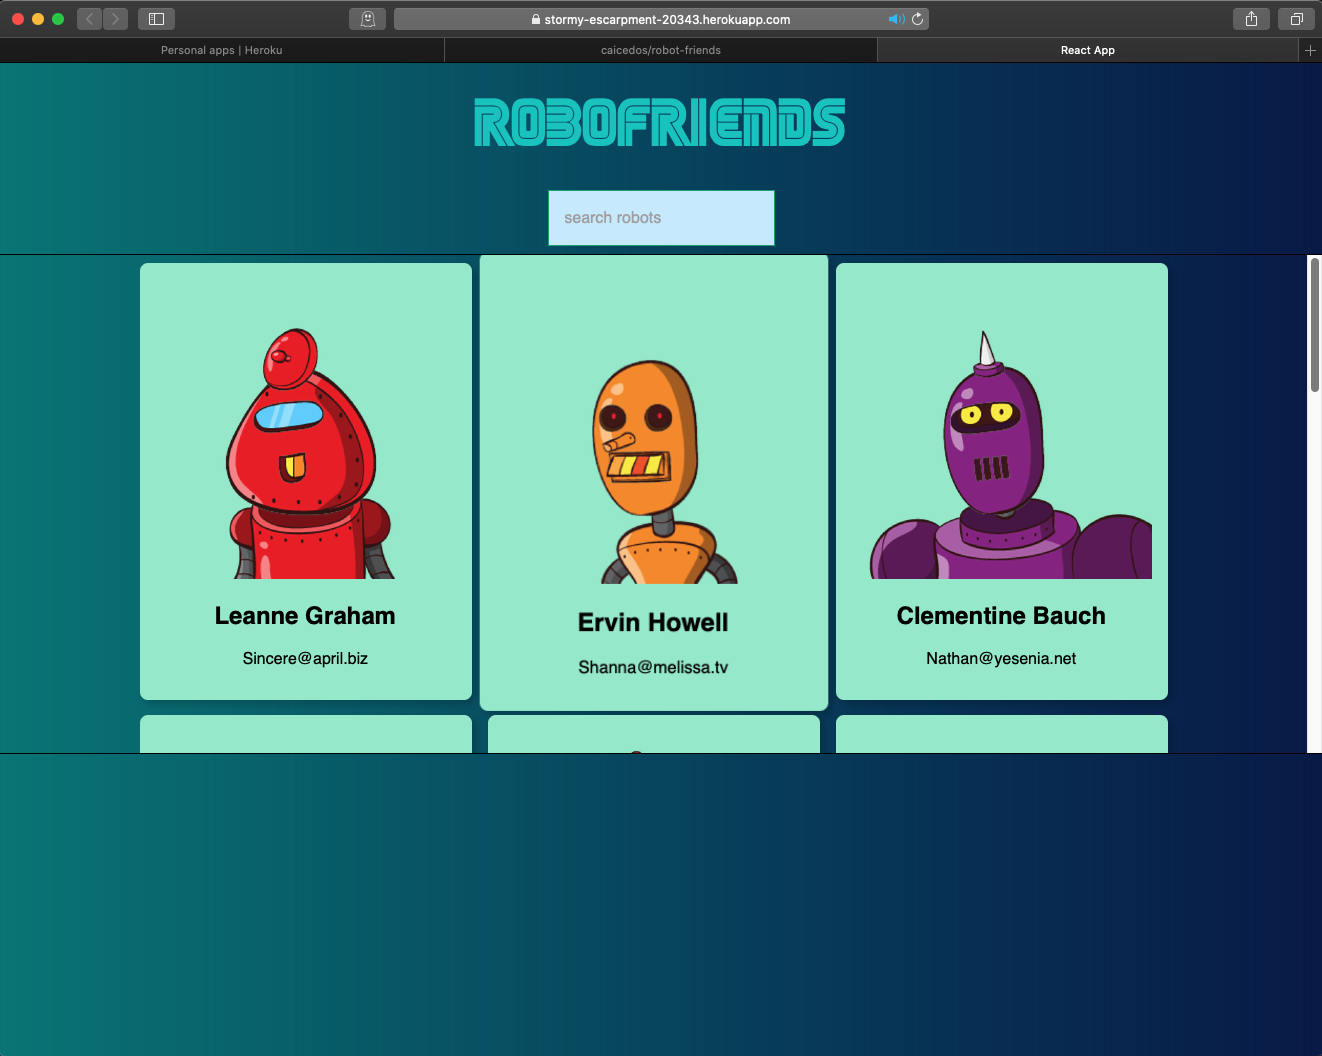 stormy-escarpment-20343.herokuapp.com
Personal apps | Heroku
caicedos/robot-friends
React App
ROBOFRIENDS
search robots
Leanne Graham
Sincere@april.biz
Ervin Howell
Shanna@melissa.tv
Clementine Bauch
Nathan@yesenia.net